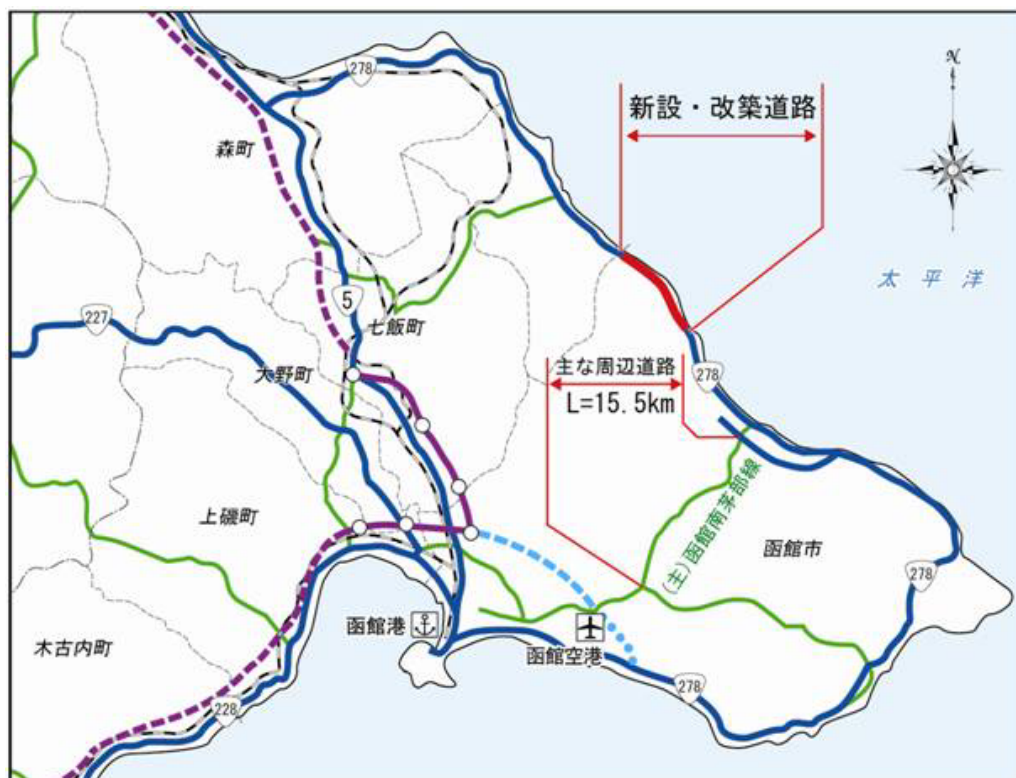 278
N
新設・改築道路
森町
太平洋
5
227
七飯町
大野町
主な周辺道路
L=15.5km
278
上磯町
(主)函館南茅部線
函館市
278
函館港
函館空港
木古内町
278
228